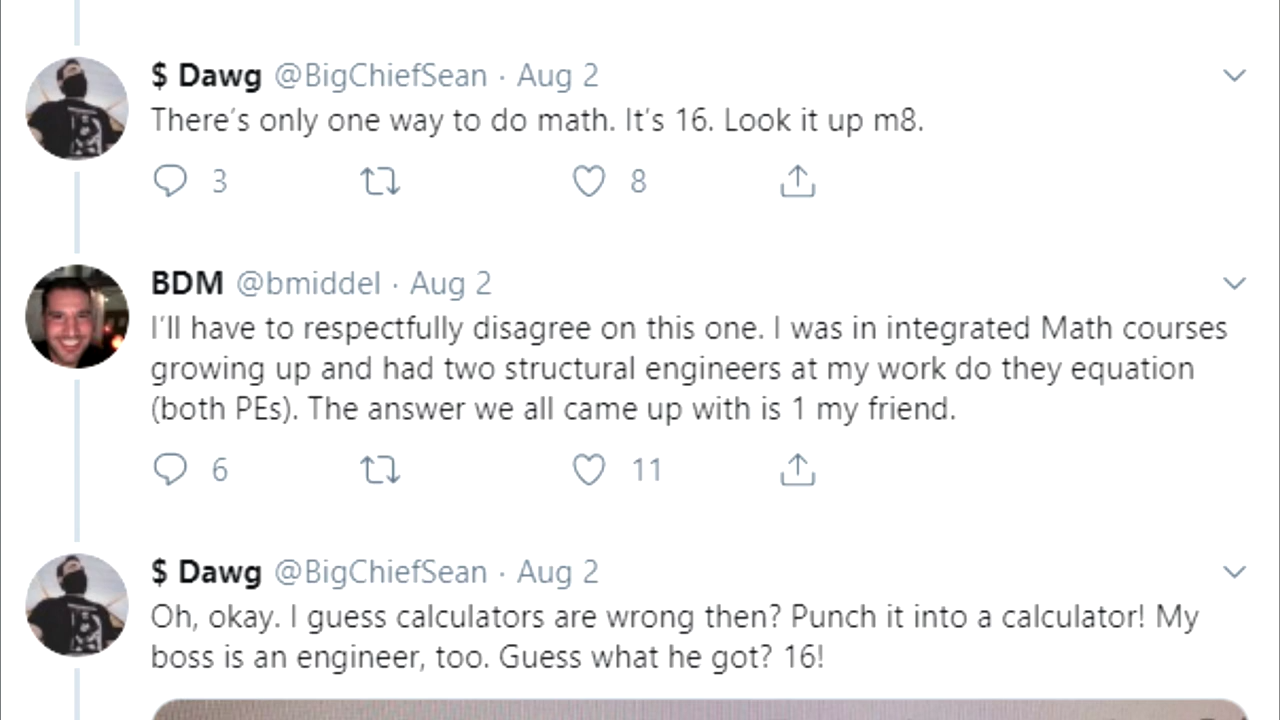 $ Dawg @BigChiefSean · Aug 2
There's only one way to do math. It's 16. Look it up m8.
3 8
BDM @bmiddel · Aug 2
I'll have to respectfully disagree on this one. I was in integrated Math courses
growing up and had two structural engineers at my work do they equation
(both PEs). The answer we all came up with is 1 my friend.
6 11
$ Dawg @BigChiefSean · Aug 2
Oh, okay. I guess calculators are wrong then? Punch it into a calculator! My
boss is an engineer, too. Guess what he got? 16!